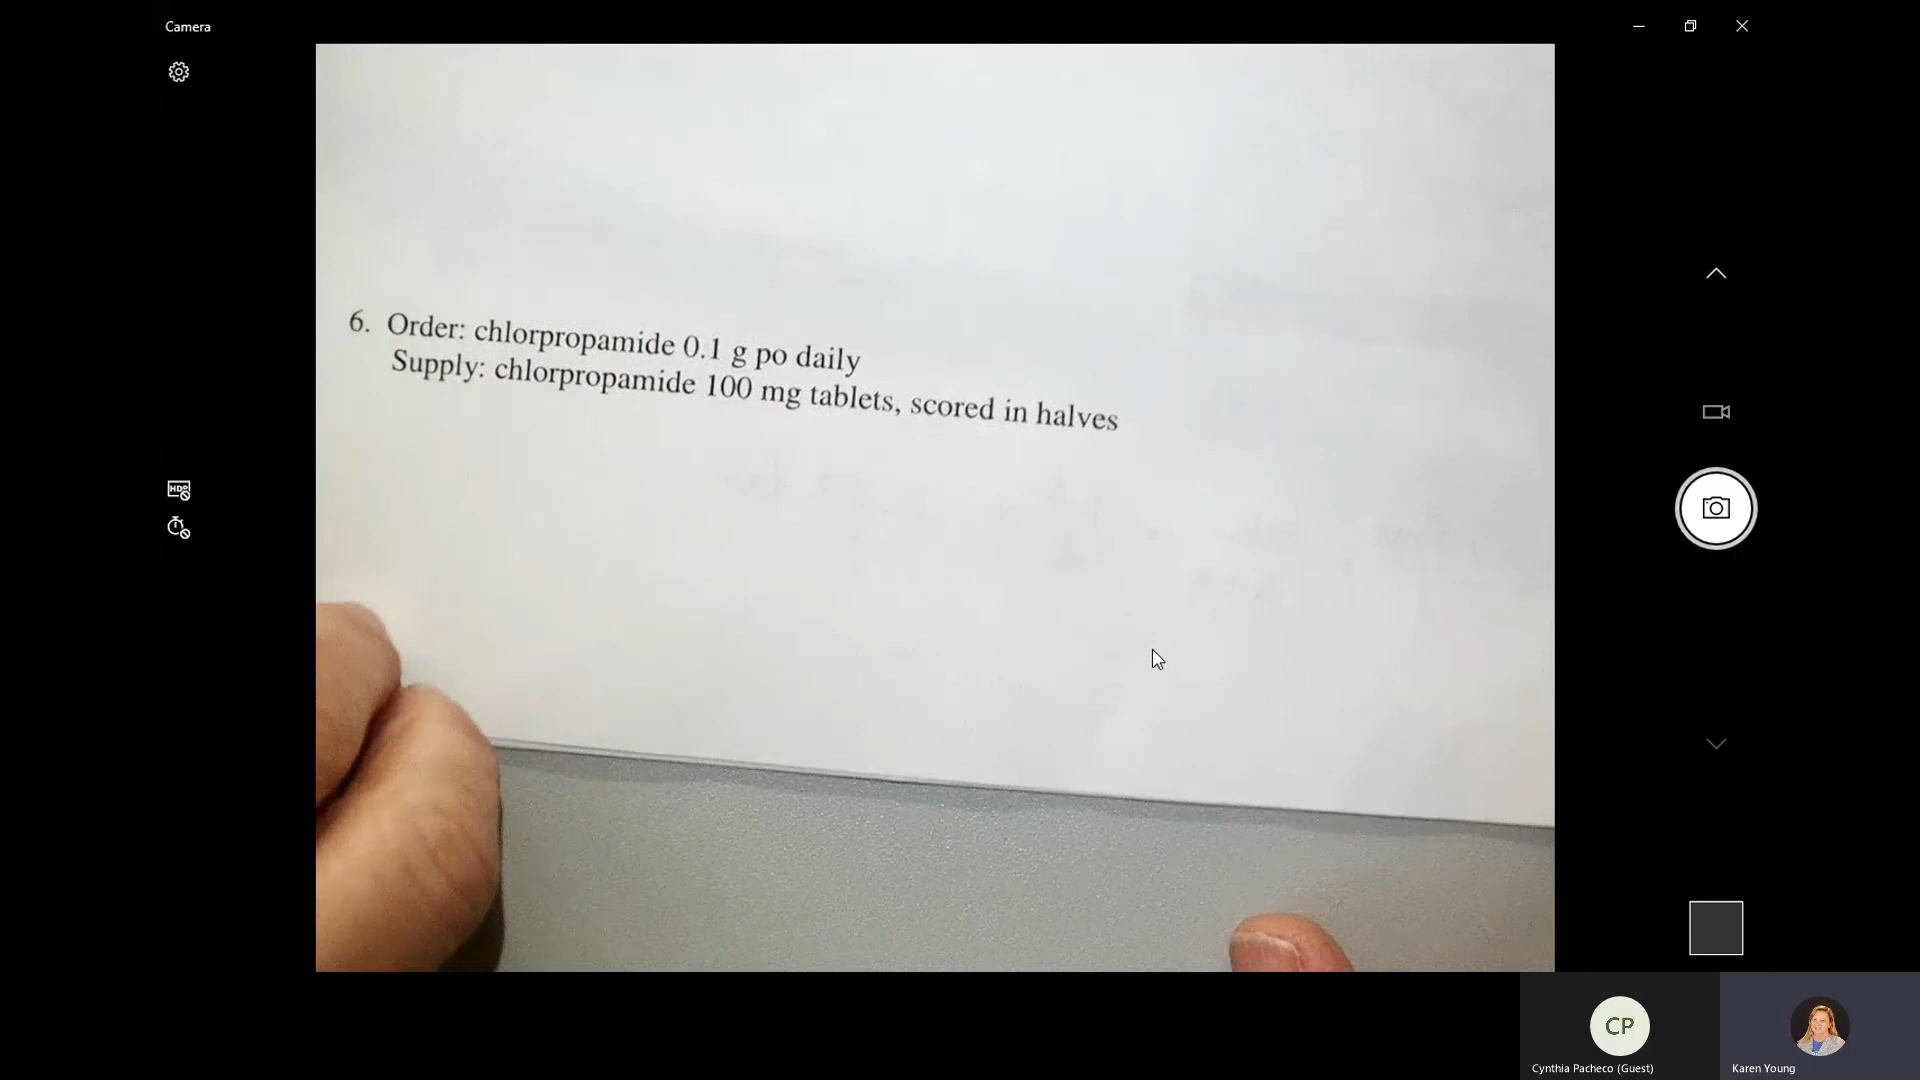 Camera
6. Order: chlorpropamide 0.1 g po daily
Supply: chlorpropamide 100 mg tablets, scored in halves
HDR
CP
Cynthia Pacheco (Guest)
Karen Young